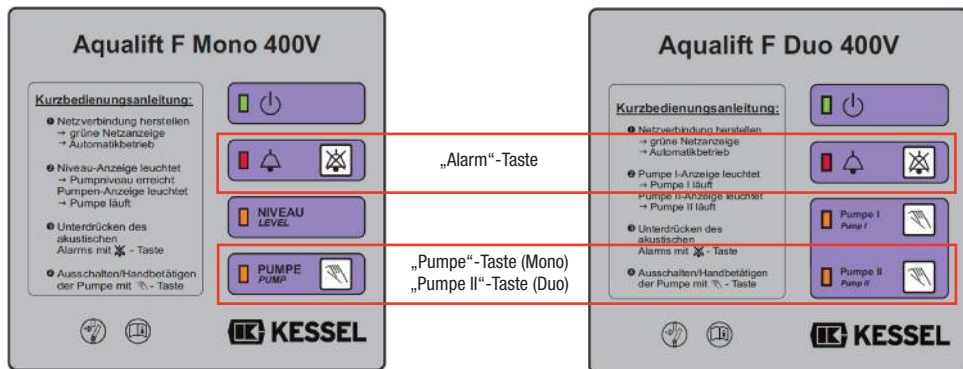 Aqualift F Mono 400V
Kurzbedienungsanleitung:
❶ Netzverbindung herstellen
→ grüne Netzanzeige
→ Automatikbetrieb
❷ Niveau-Anzeige leuchtet
→ Pumpniveau erreicht
Pumpen-Anzeige leuchtet
→ Pumpe läuft
❸ Unterdrücken des
akustischen
Alarms mit - Taste
❹ Ausschalten/Handbetätigen
der Pumpe mit - Taste
NIVEAU
LEVEL
PUMPE
PUMP
KESSEL
„Alarm“-Taste
„Pumpe“-Taste (Mono)
„Pumpe II“-Taste (Duo)
Aqualift F Duo 400V
Kurzbedienungsanleitung:
❶ Netzverbindung herstellen
→ grüne Netzanzeige
→ Automatikbetrieb
❷ Pumpe I-Anzeige leuchtet
→ Pumpe I läuft
Pumpe II-Anzeige leuchtet
→ Pumpe II läuft
❸ Unterdrücken des
akustischen
Alarms mit - Taste
❹ Ausschalten/Handbetätigen
der Pumpe mit - Taste
Pumpe I
Pump I
Pumpe II
Pump II
KESSEL